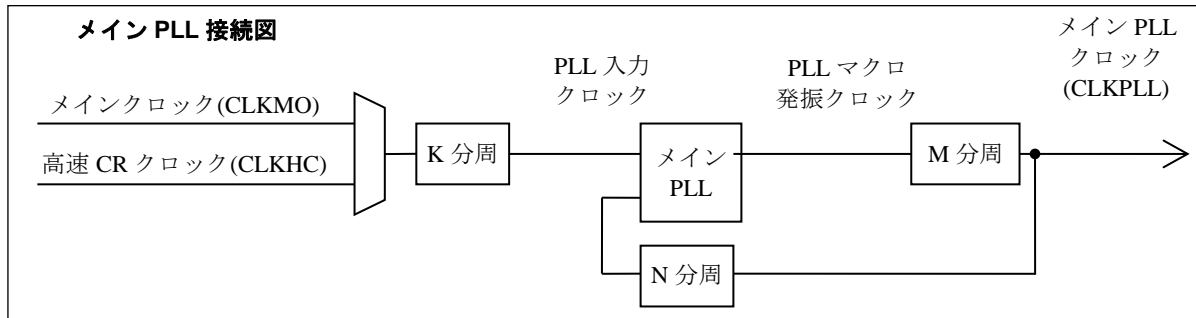 メイン PLL 接続図
メイン PLL
クロック
(CLKPLL)
PLL 入力
クロック
PLL マクロ
発振クロック
メインクロック(CLKMO)
高速 CR クロック(CLKHC)
K 分周
メイン
PLL
M 分周
N 分周